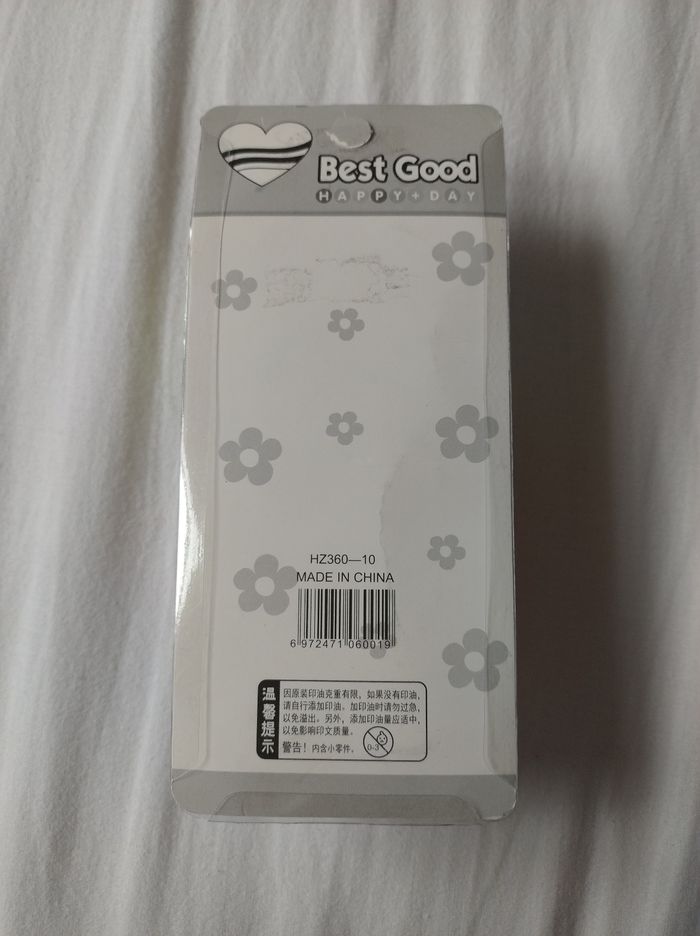 Best Good
HAPPY+DAY
HZ360—10
MADE IN CHINA
6 972471 060019
温馨提示
因原装印油克重有限，如果没有印油，
请自行添加印油。加印油时请勿过急，
以免溢出。另外，添加印油量应适中，
以免影响印文质量。
警告！内含小零件。
0-3